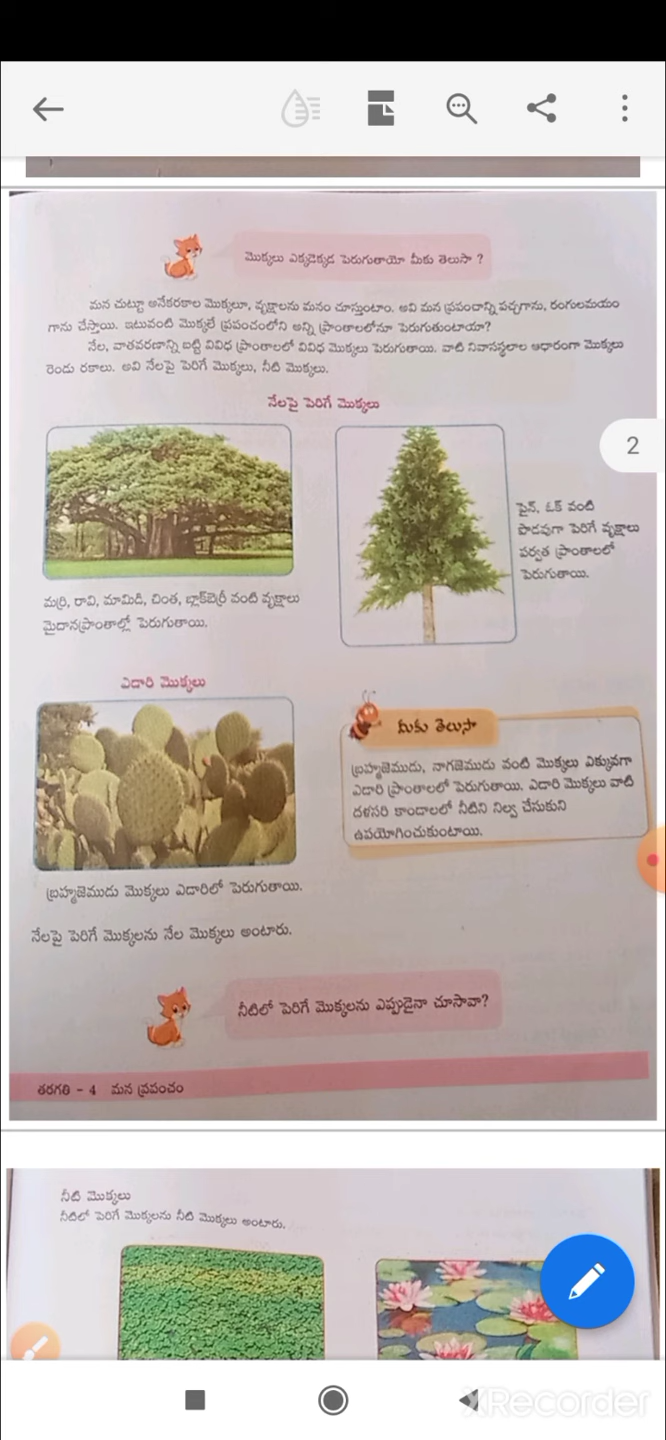 మొక్కలు ఎక్కడెక్కడ పెరుగుతాయో మీకు తెలుసా ?
మన చుట్టూ అనేకరకాల మొక్కలూ, వృక్షాలను మనం చూస్తుంటాం. అవి మన ప్రపంచాన్ని పచ్చగాను, రంగులమయం
గాను చేస్తాయి. ఇటువంటి మొక్కలే ప్రపంచంలోని అన్ని ప్రాంతాలలోనూ పెరుగుతుంటాయా?
నేల, వాతవరణాన్ని బట్టి వివిధ ప్రాంతాలలో వివిధ మొక్కలు పెరుగుతాయి. వాటి నివాసస్థలాల ఆధారంగా మొక్కలు
రెండు రకాలు. అవి నేలపై పెరిగే మొక్కలు, నీటి మొక్కలు.
నేలపై పెరిగే మొక్కలు
2
పైన్, ఓక్ వంటి
పొడవుగా పెరిగే వృక్షాలు
పర్వత ప్రాంతాలలో
పెరుగుతాయి.
మర్రి, రావి, మామిడి, చింత, బ్లాక్‌బెర్రీ వంటి వృక్షాలు
మైదానప్రాంతాల్లో పెరుగుతాయి.
ఎడారి మొక్కలు
మీకు తెలుసా
బ్రహ్మజెముడు, నాగజెముడు వంటి మొక్కలు ఎక్కువగా
ఎడారి ప్రాంతాలలో పెరుగుతాయి. ఎడారి మొక్కలు వాటి
దళసరి కాండాలలో నీటిని నిల్వ చేసుకుని
ఉపయోగించుకుంటాయి.
బ్రహ్మజెముడు మొక్కలు ఎడారిలో పెరుగుతాయి.
నేలపై పెరిగే మొక్కలను నేల మొక్కలు అంటారు.
నీటిలో పెరిగే మొక్కలను ఎప్పుడైనా చూసావా?
తరగతి - 4 మన ప్రపంచం
నీటి మొక్కలు
నీటిలో పెరిగే మొక్కలను నీటి మొక్కలు అంటారు.
XRecorder